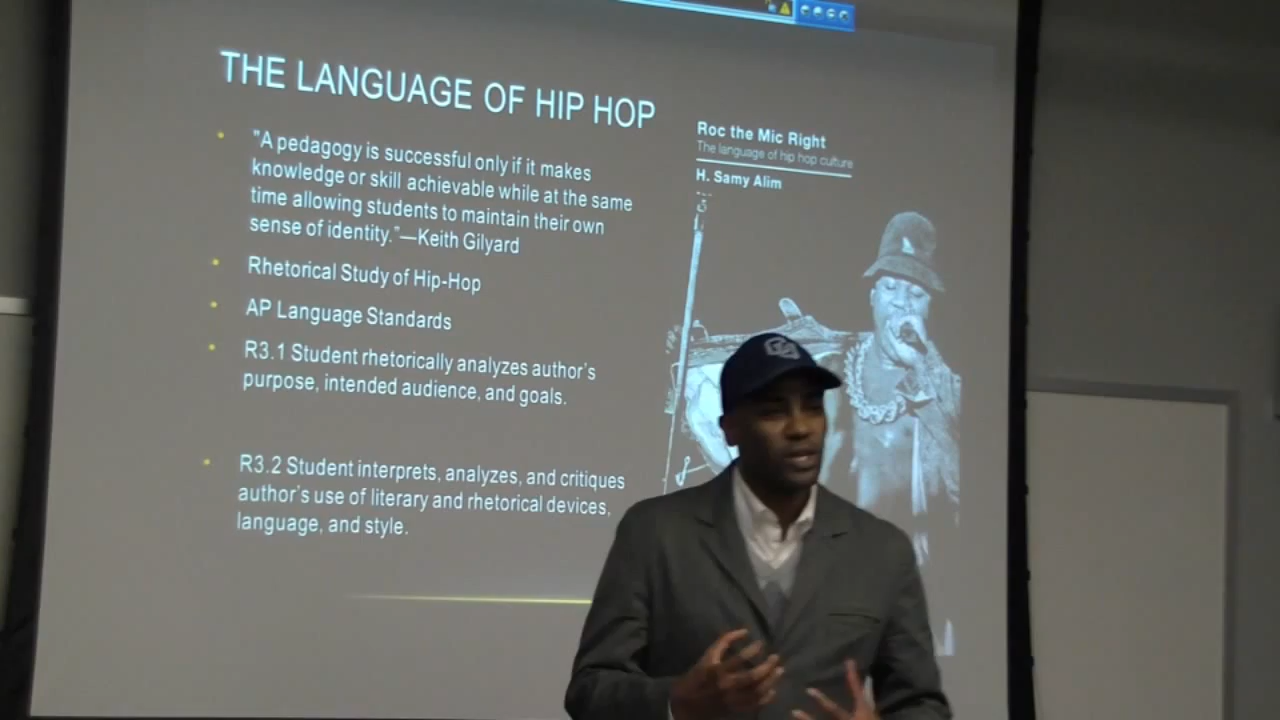 THE LANGUAGE OF HIP HOP
"A pedagogy is successful only if it makes
knowledge or skill achievable while at the same
time allowing students to maintain their own
sense of identity."—Keith Gilyard
Rhetorical Study of Hip-Hop
AP Language Standards
R3.1 Student rhetorically analyzes author's
purpose, intended audience, and goals.
R3.2 Student interprets, analyzes, and critiques
author's use of literary and rhetorical devices,
language, and style.
Roc the Mic Right
The language of hip hop culture
H. Samy Alim